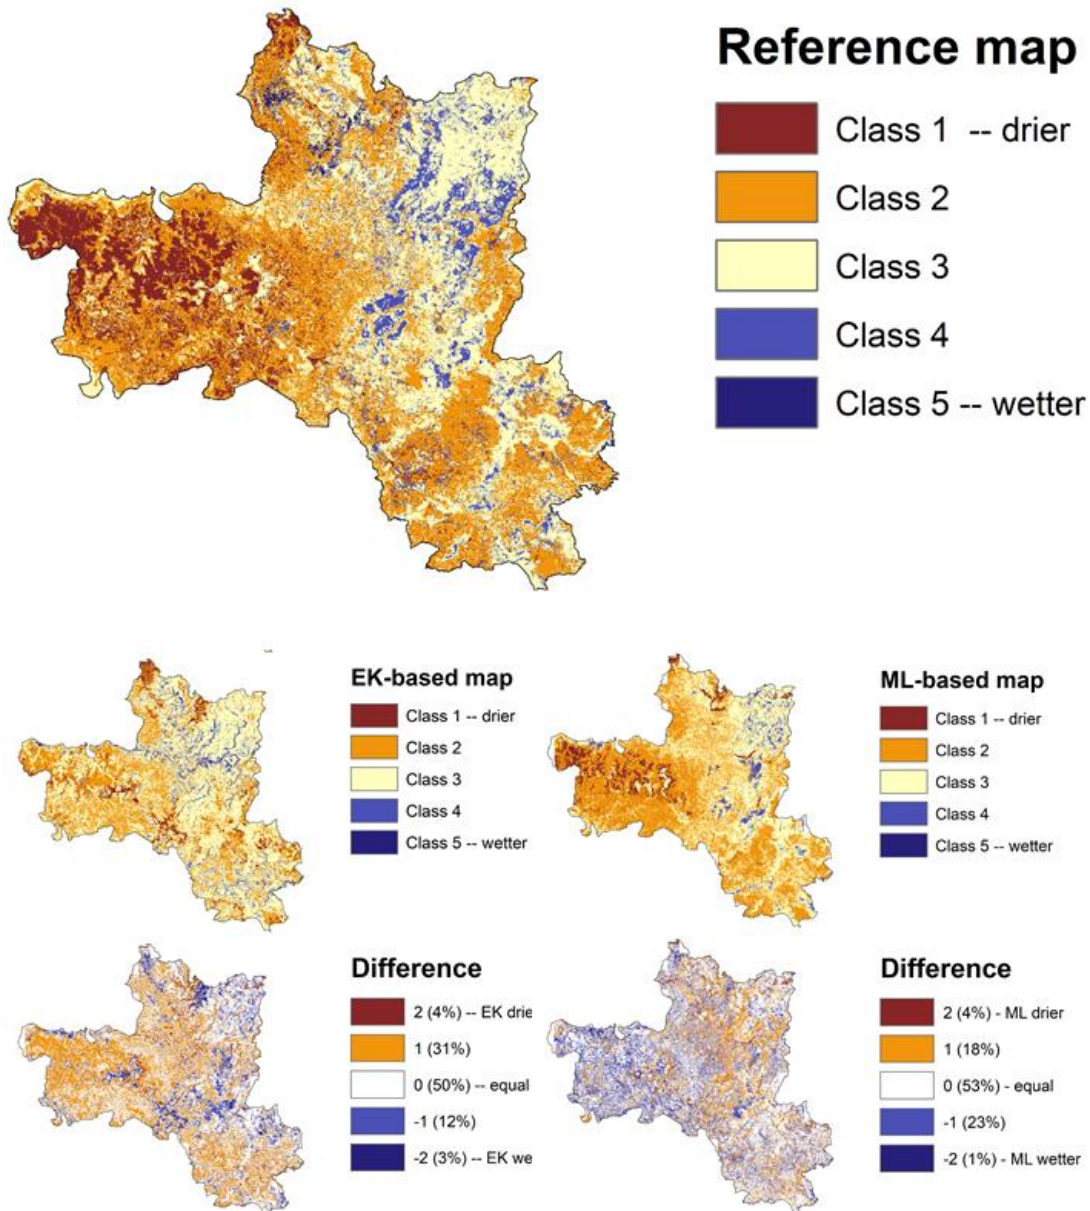 Reference map
Class 1 -- drier
Class 2
Class 3
Class 4
Class 5 -- wetter
EK-based map
Class 1 -- drier
Class 2
Class 3
Class 4
Class 5 -- wetter
ML-based map
Class 1 -- drier
Class 2
Class 3
Class 4
Class 5 -- wetter
Difference
2 (4%) -- EK drie
1 (31%)
0 (50%) -- equal
-1 (12%)
-2 (3%) -- EK we
Difference
2 (4%) - ML drier
1 (18%)
0 (53%) - equal
-1 (23%)
-2 (1%) - ML wetter